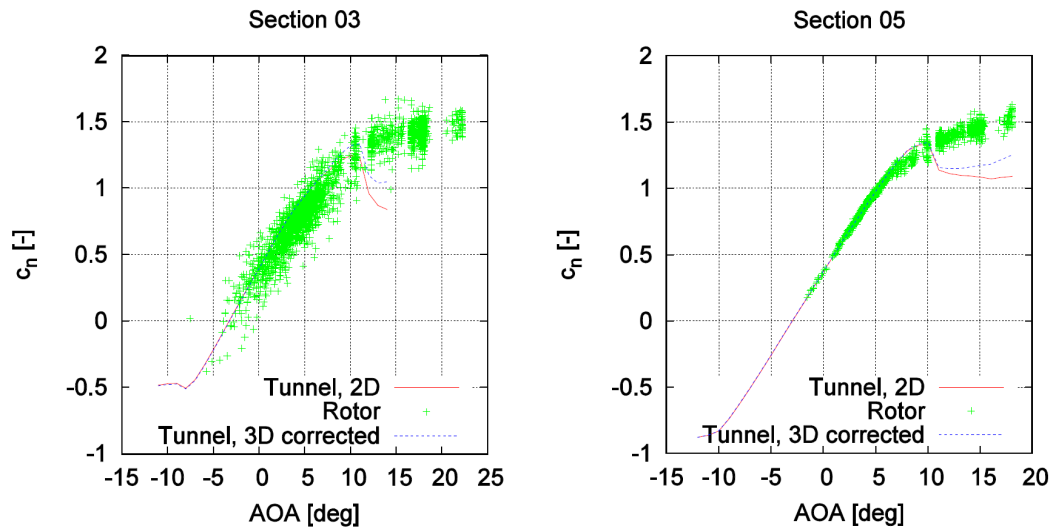 Section 03
2
1.5
1
0.5
0
-0.5
-1
-15 -10 -5 0 5 10 15 20 25
c_n [-]
AOA [deg]
Tunnel, 2D
Rotor
Tunnel, 3D corrected
Section 05
2
1.5
1
0.5
0
-0.5
-1
-15 -10 -5 0 5 10 15 20
c_n [-]
AOA [deg]
Tunnel, 2D
Rotor
Tunnel, 3D corrected